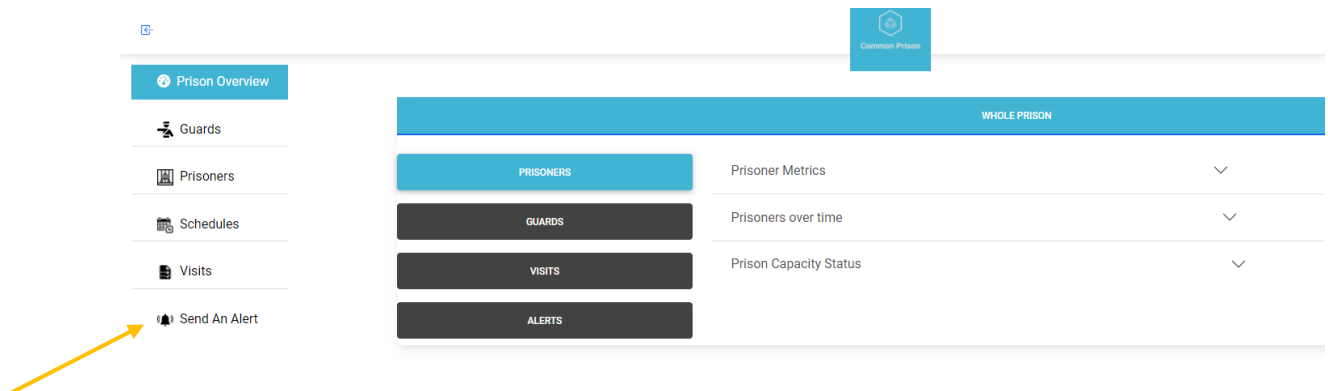 Common Prison
Prison Overview
Guards
Prisoners
Schedules
Visits
Send An Alert
WHOLE PRISON
PRISONERS
GUARDS
VISITS
ALERTS
Prisoner Metrics
Prisoners over time
Prison Capacity Status